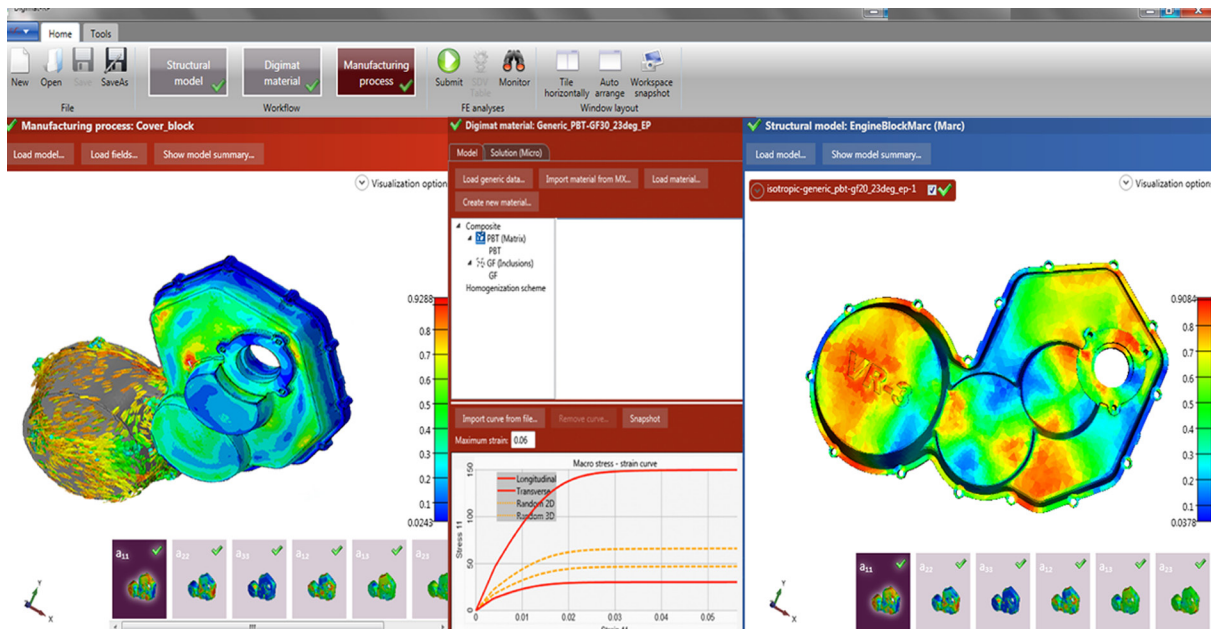 Home Tools
Structural model
Digimat material
Manufacturing process
New Open Save SaveAs
Submit SDV Table Monitor
Tile horizontally Auto arrange Workspace snapshot
File Workflow FE analyses Window layout
Manufacturing process: Cover_block
Load model... Load fields... Show model summary...
Visualization option
0.9288
0.8
0.7
0.6
0.5
0.4
0.3
0.2
0.1
0.0243
a11 a22 a33 a12 a13 a23
Digimat material: Generic_PBT-GF30_23deg_EP
Model Solution (Micro)
Load generic data... Import material from MX... Load material...
Create new material...
Composite
PBT (Matrix)
PBT
GF (Inclusions)
GF
Homogenization scheme
Import curve from file... Remove curve... Snapshot
Maximum strain: 0.06
Macro stress - strain curve
Longitudinal
Transverse
Random 2D
Random 3D
Stress 11
150
100
50
0
0 0.01 0.02 0.03 0.04 0.05
Structural model: EngineBlockMarc (Marc)
Load model... Show model summary...
isotropic-generic_pbt-gf20_23deg_ep-1
Visualization option
0.9084
0.8
0.7
0.6
0.5
0.4
0.3
0.2
0.1
0.0378
a11 a22 a33 a12 a13 a23
Y
X
Y
X